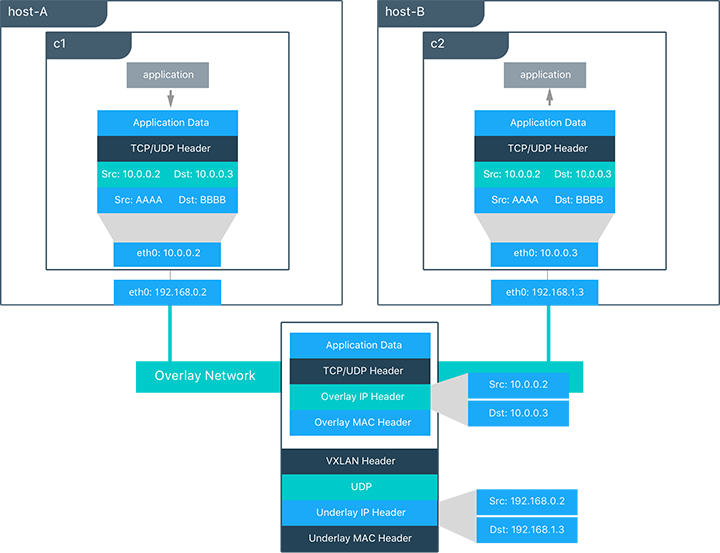 host-A
c1
application
Application Data
TCP/UDP Header
Src: 10.0.0.2 Dst: 10.0.0.3
Src: AAAA Dst: BBBB
eth0: 10.0.0.2
eth0: 192.168.0.2
host-B
c2
application
Application Data
TCP/UDP Header
Src: 10.0.0.2 Dst: 10.0.0.3
Src: AAAA Dst: BBBB
eth0: 10.0.0.3
eth0: 192.168.1.3
Overlay Network
Application Data
TCP/UDP Header
Overlay IP Header
Overlay MAC Header
Src: 10.0.0.2
Dst: 10.0.0.3
VXLAN Header
UDP
Underlay IP Header
Underlay MAC Header
Src: 192.168.0.2
Dst: 192.168.1.3